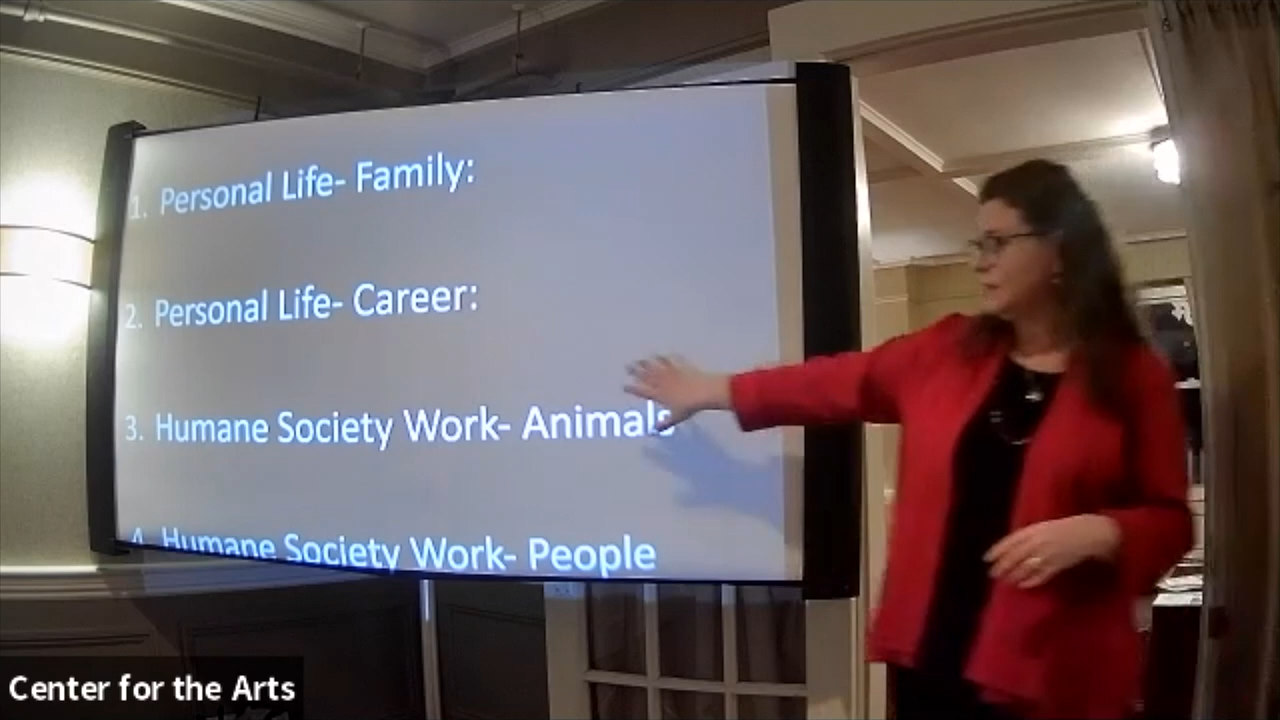 1. Personal Life- Family:
2. Personal Life- Career:
3. Humane Society Work- Animals
4. Humane Society Work- People
Center for the Arts